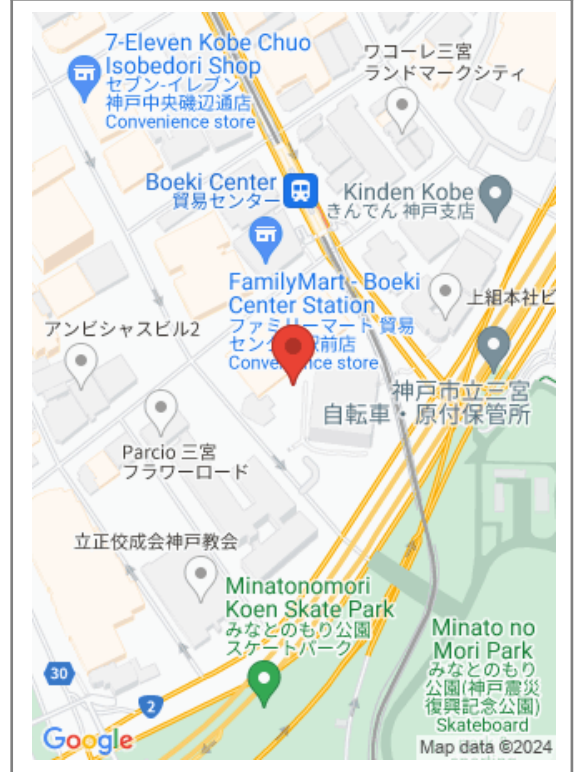 7-Eleven Kobe Chuo
Isobedori Shop
セブン-イレブン
神戸中央磯辺通店
Convenience store
ワコーレ三宮
ランドマークシティ
Boeki Center
貿易センター
Kinden Kobe
きんでん 神戸支店
FamilyMart - Boeki
Center Station
ファミリーマート 貿易
センター駅前店
Convenience store
上組本社ビ
アンビシャスビル2
神戸市立三宮
自転車・原付保管所
Parcio 三宮
フラワーロード
立正佼成会神戸教会
Minatonomori
Koen Skate Park
みなとのもり公園
スケートパーク
Minato no
Mori Park
みなとのもり
公園(神戸震災
復興記念公園)
Skateboard
30
2
Google
Map data ©2024